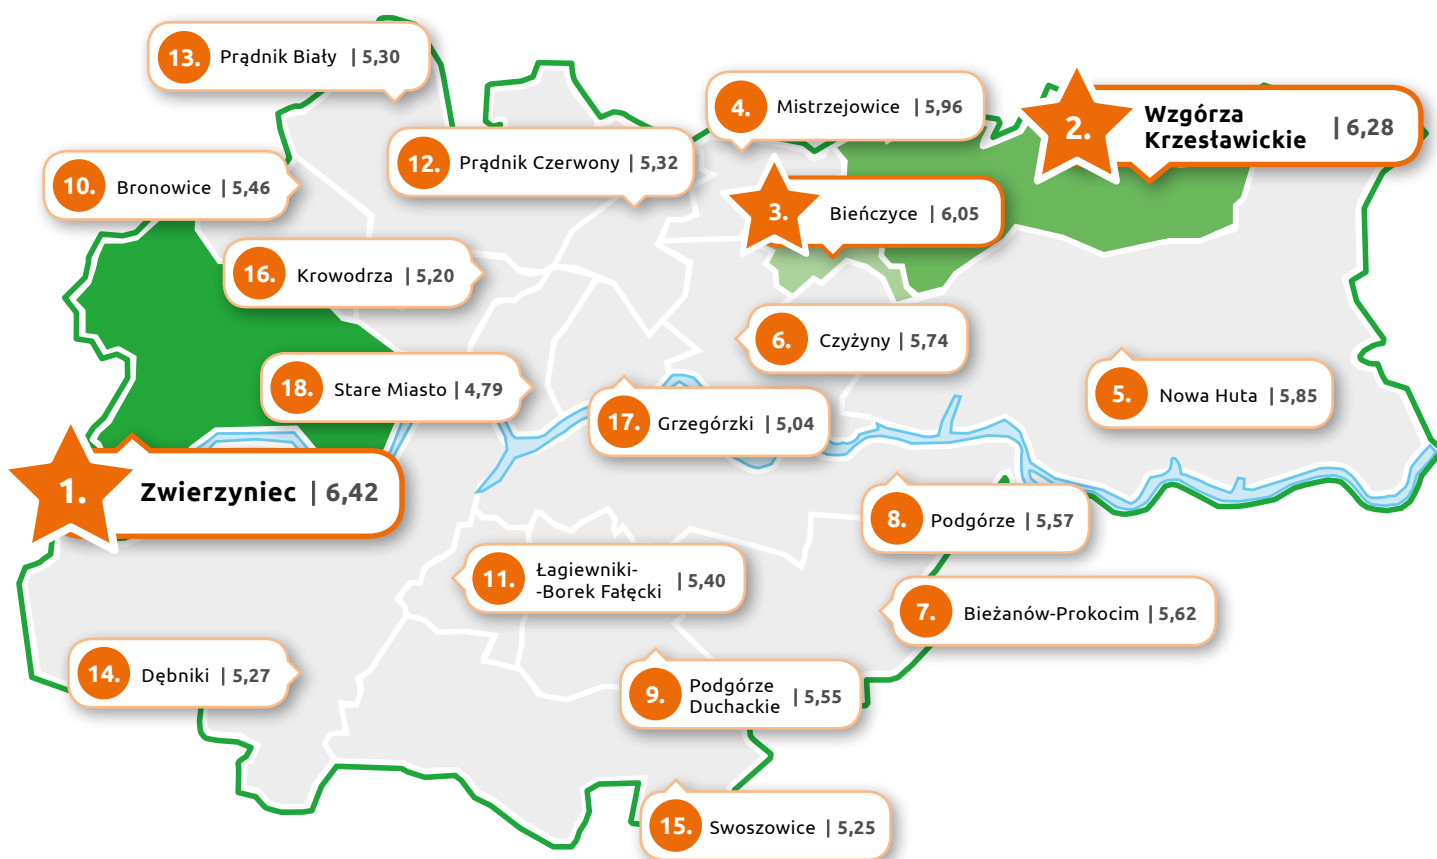 13. Prądnik Biały | 5,30
4. Mistrzejowice | 5,96
2. Wzgórza
Krzesławickie | 6,28
12. Prądnik Czerwony | 5,32
10. Bronowice | 5,46
3. Bieńczyce | 6,05
16. Krowodrza | 5,20
6. Czyżyny | 5,74
18. Stare Miasto | 4,79
5. Nowa Huta | 5,85
17. Grzegórzki | 5,04
1. Zwierzyniec | 6,42
8. Podgórze | 5,57
11. Łagiewniki-
-Borek Fałęcki | 5,40
7. Bieżanów-Prokocim | 5,62
14. Dębniki | 5,27
9. Podgórze
Duchackie | 5,55
15. Swoszowice | 5,25